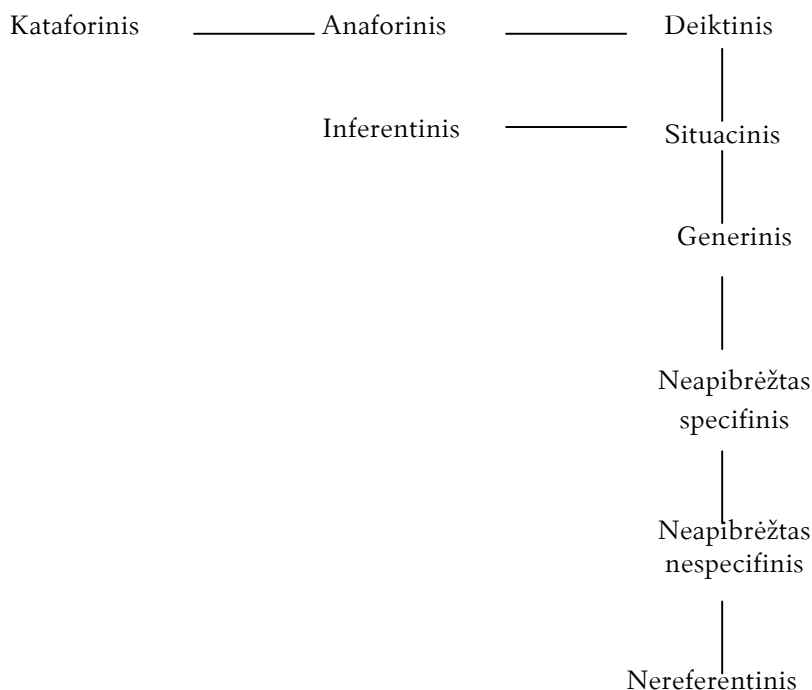 Kataforinis Anaforinis Deiktinis
Inferentinis Situacinis
Generinis
Neapibrėžtas
specifinis
Neapibrėžtas
nespecifinis
Nereferentinis